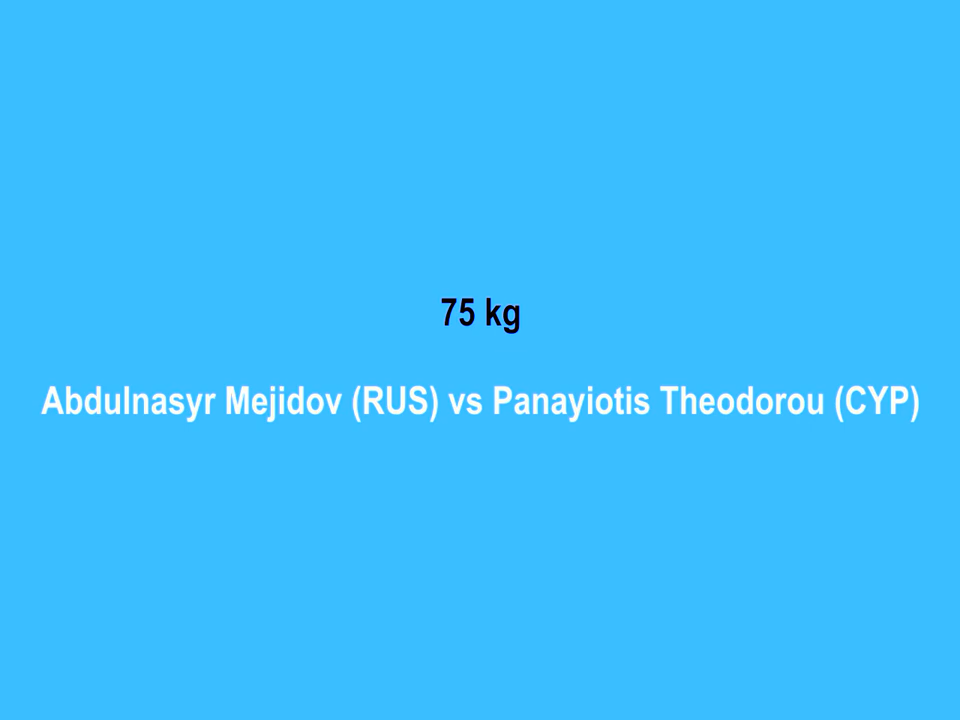 75 kg
Abdulnasyr Mejidov (RUS) vs Panayiotis Theodorou (CYP)